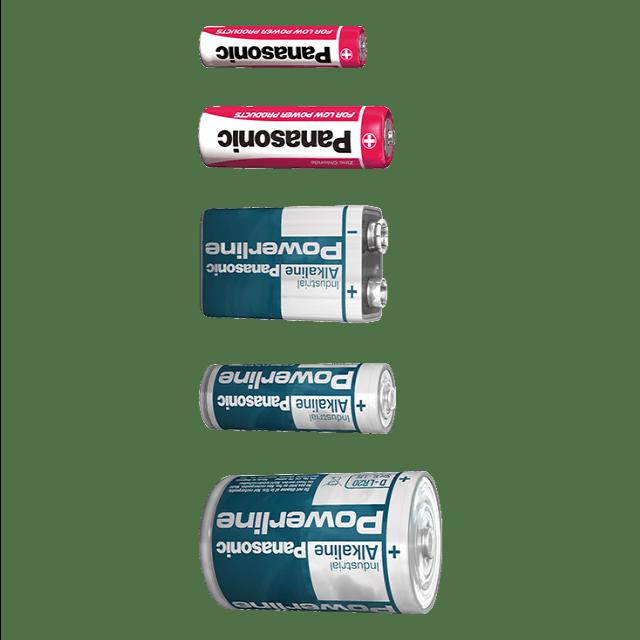 Panasonic
FOR LOW POWER PRODUCTS
Zinc Chloride
Panasonic
FOR LOW POWER PRODUCTS
Industrial
Alkaline
Panasonic
Powerline
Industrial
Alkaline
Panasonic
Powerline
Industrial
Alkaline
Panasonic
Powerline
D - LR20
Powerline